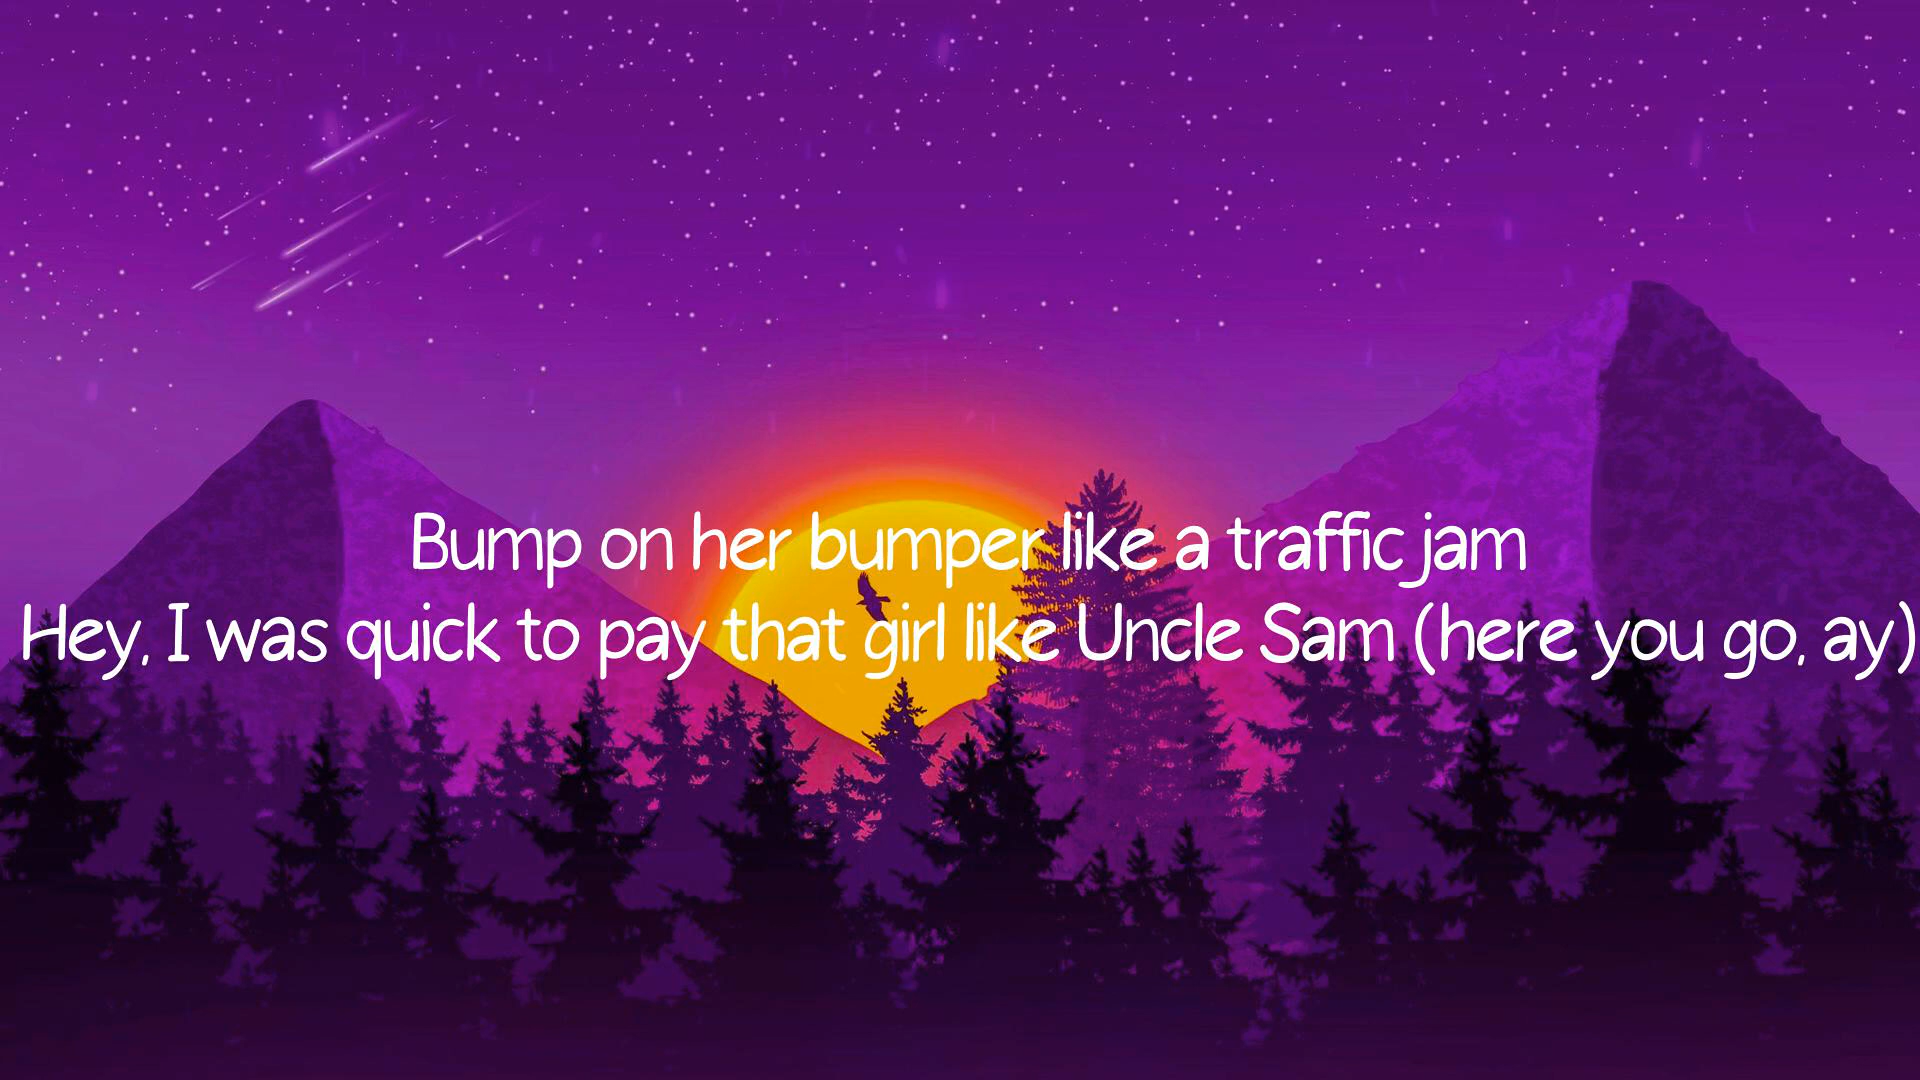 Bump on her bumper like a traffic jam
Hey, I was quick to pay that girl like Uncle Sam (here you go, ay)